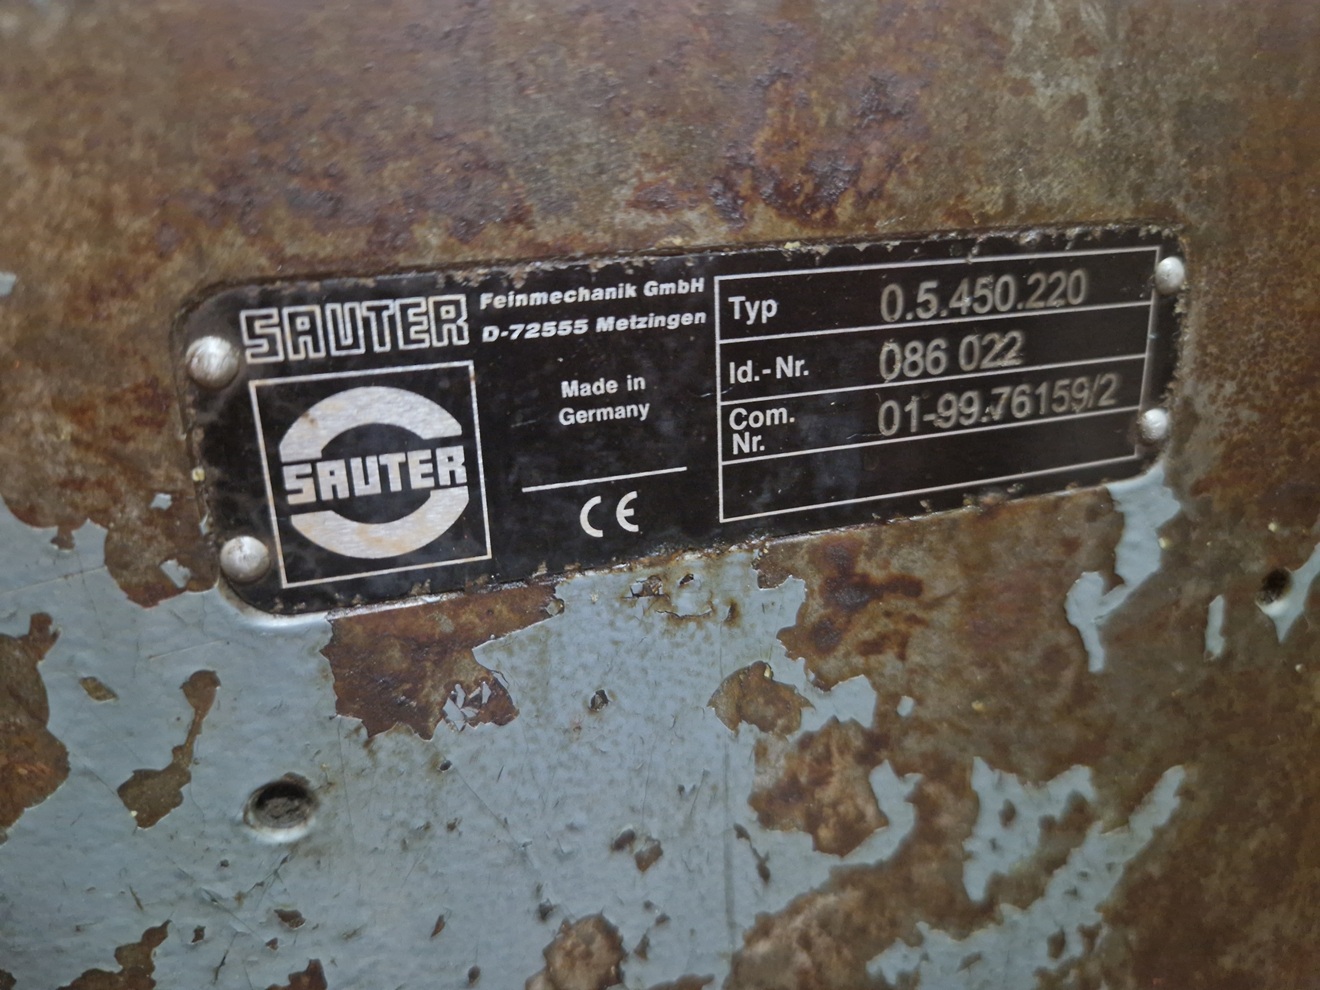 SAUTER Feinmechanik GmbH
D-72555 Metzingen
SAUTER
Made in
Germany
CE
Typ 0.5.450.220
Id.-Nr. 086 022
Com. Nr. 01-99.76159/2